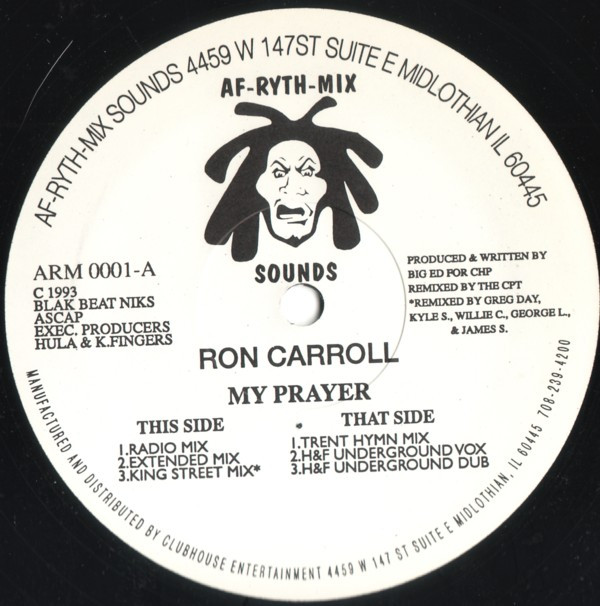 AF-RYTH-MIX SOUNDS 4459 W 147ST SUITE E MIDLOTHIAN IL 60445
AF-RYTH-MIX
SOUNDS
ARM 0001-A
C 1993
BLAK BEAT NIKS
ASCAP
EXEC. PRODUCERS
HULA & K.FINGERS
PRODUCED & WRITTEN BY
BIG ED FOR CHP
REMIXED BY THE CPT
*REMIXED BY GREG DAY,
KYLE S., WILLIE C., GEORGE L.,
& JAMES S.
RON CARROLL
MY PRAYER
THIS SIDE
1.RADIO MIX
2.EXTENDED MIX
3.KING STREET MIX*
THAT SIDE
1.TRENT HYMN MIX
2.H&F UNDERGROUND VOX
3.H&F UNDERGROUND DUB
MANUFACTURED AND DISTRIBUTED BY CLUBHOUSE ENTERTAINMENT 4459 W 147 ST SUITE E MIDLOTHIAN, IL 60445 708-239-4200